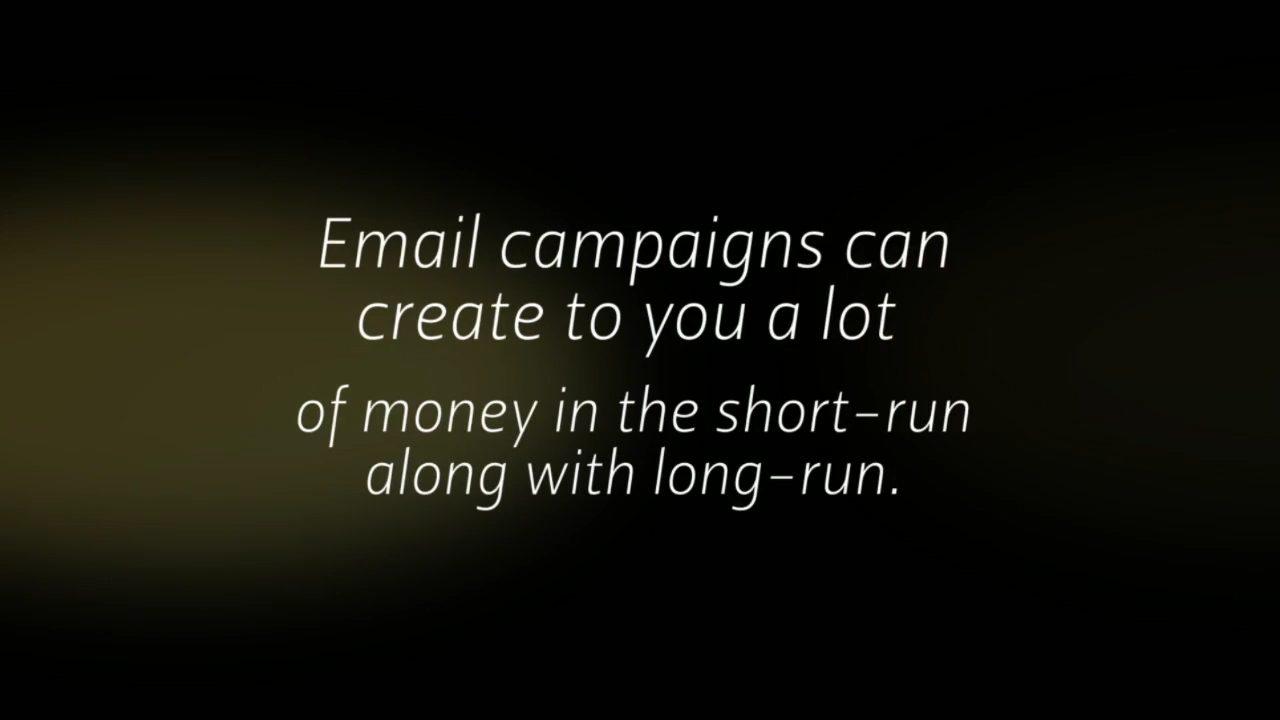 Email campaigns can
create to you a lot
of money in the short-run
along with long-run.